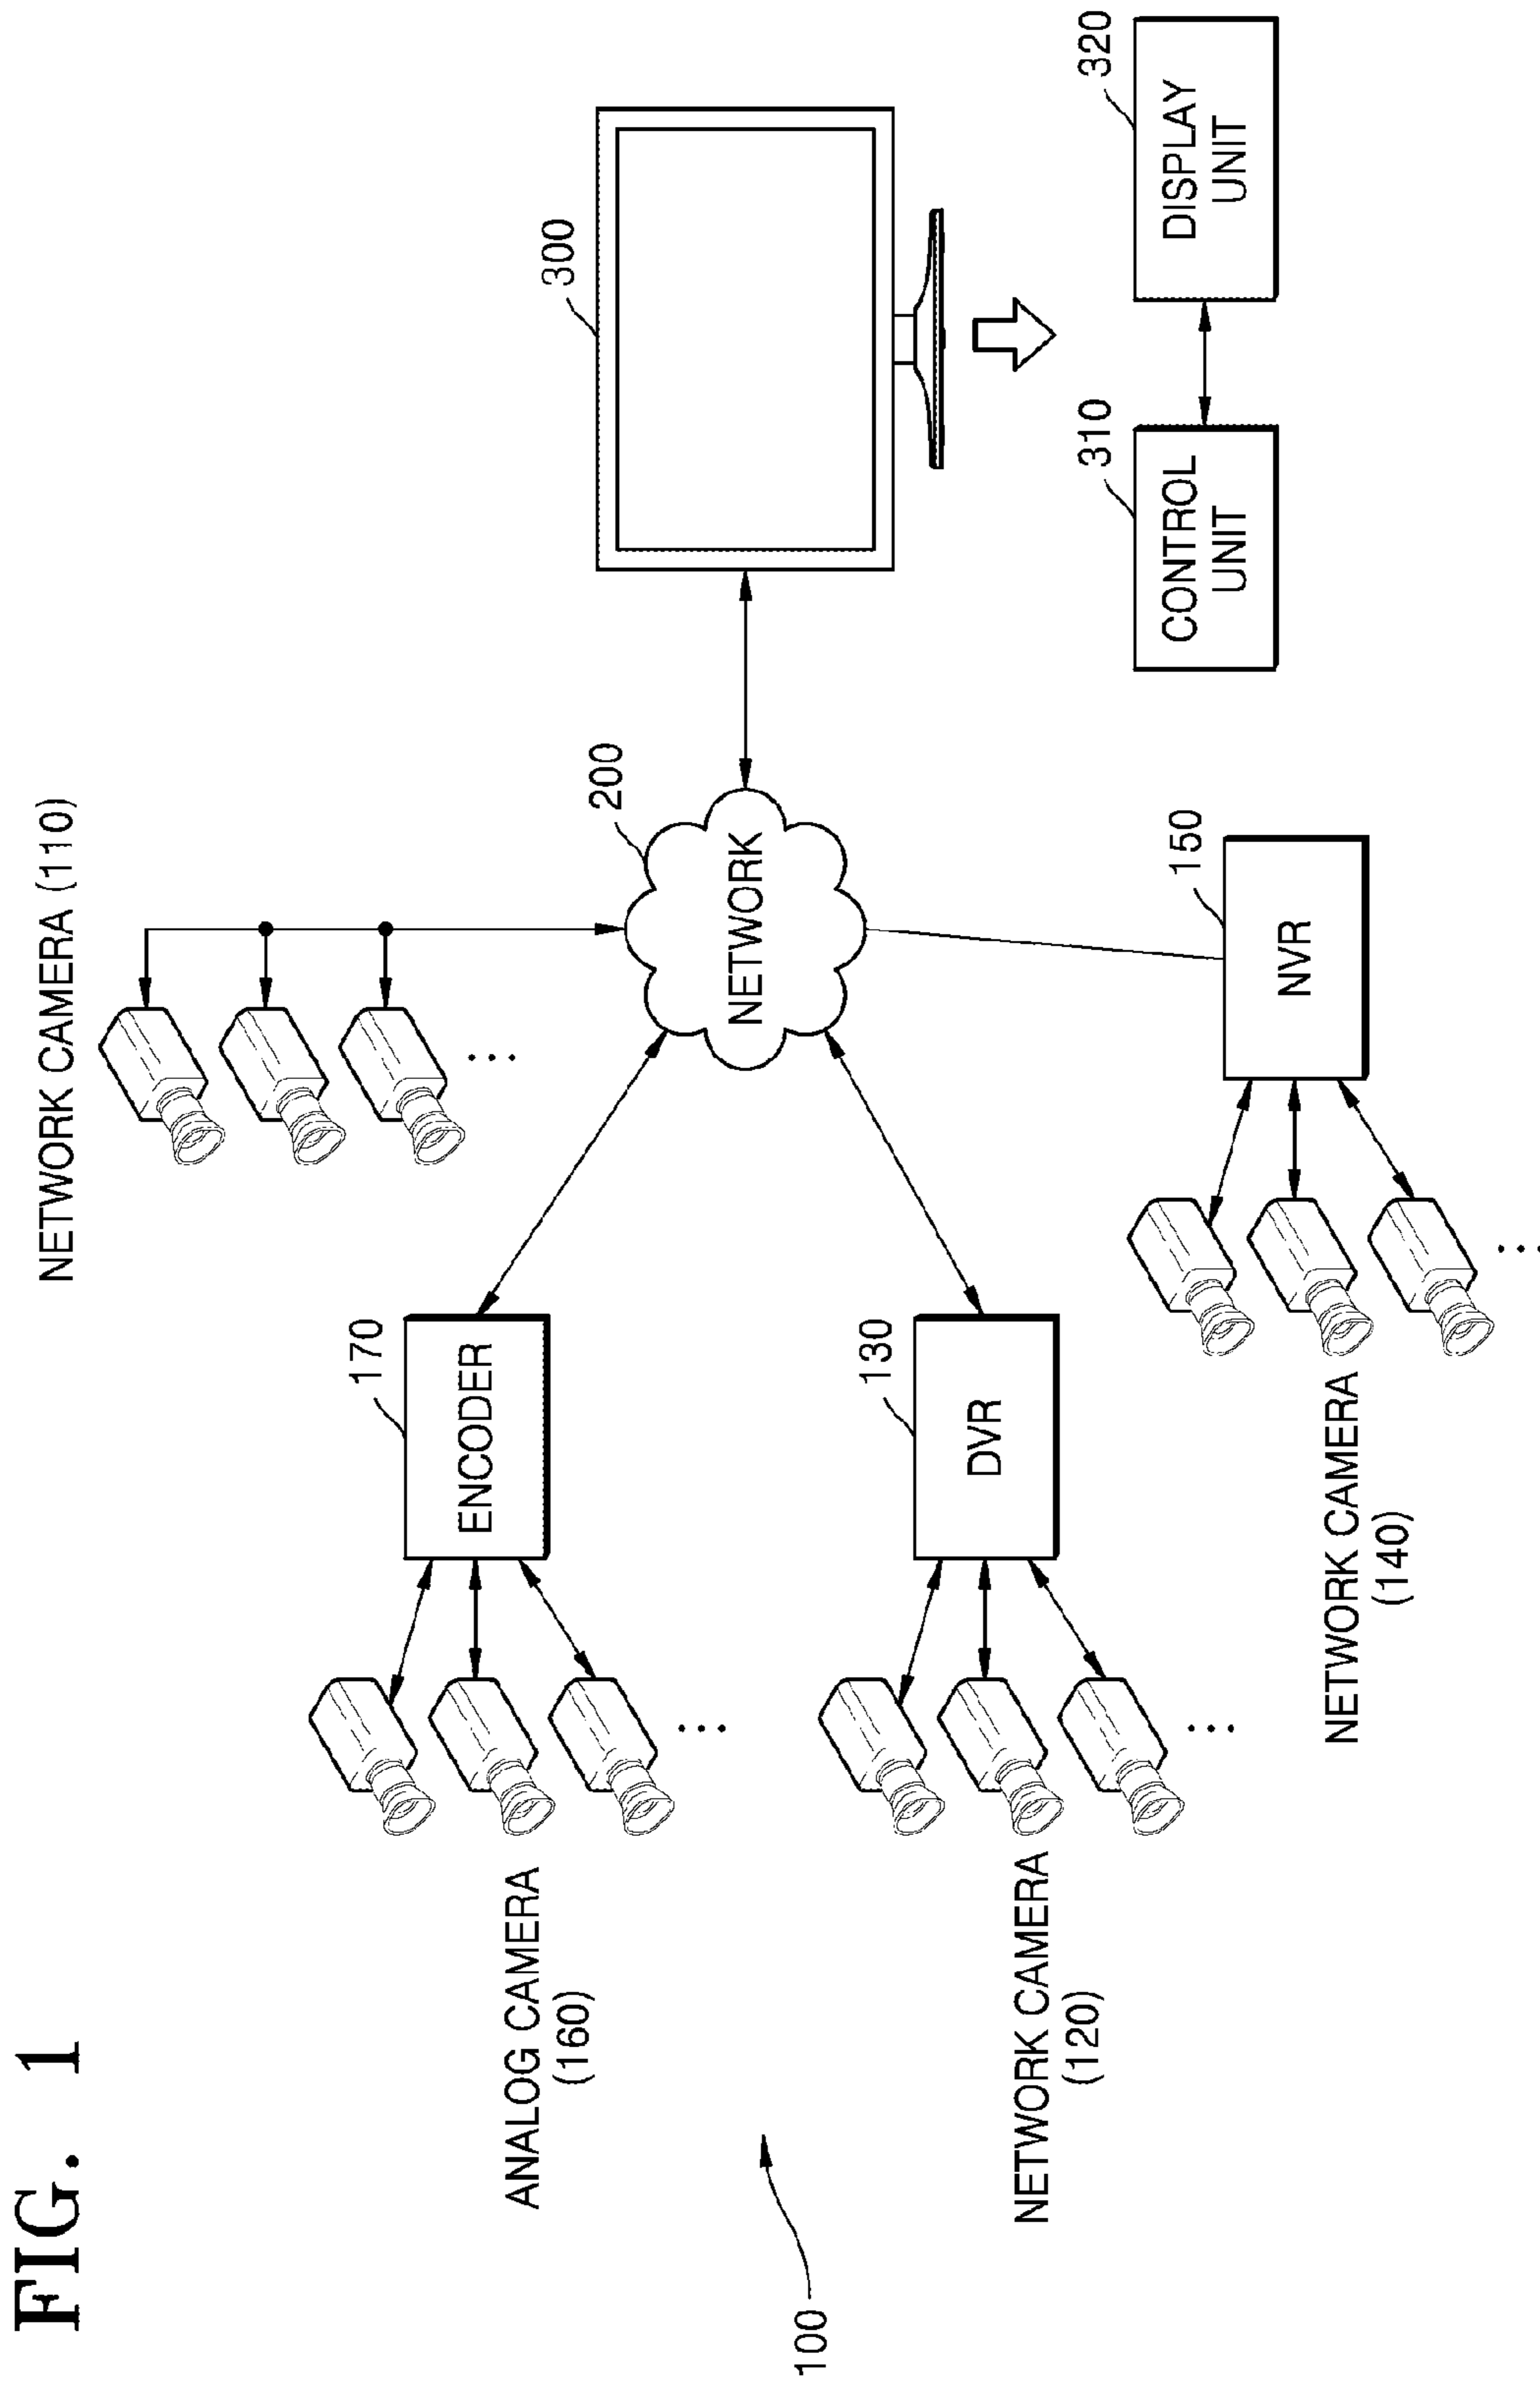 FIG. 1
NETWORK CAMERA (110)
170
ENCODER
ANALOG CAMERA
(160)
200
NETWORK
300
130
DVR
NETWORK CAMERA
(120)
150
NVR
NETWORK CAMERA
(140)
310
CONTROL
UNIT
320
DISPLAY
UNIT
100